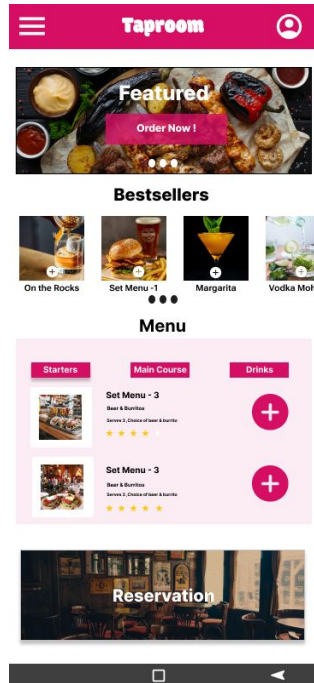 Taproom
Featured
Order Now !
Bestsellers
On the Rocks
Set Menu -1
Margarita
Vodka Moh
Menu
Starters
Main Course
Drinks
Set Menu - 3
Beer & Burritos
Serves 2, Choice of beer & burrito
Set Menu - 3
Beer & Burritos
Serves 2, Choice of beer & burrito
Reservation